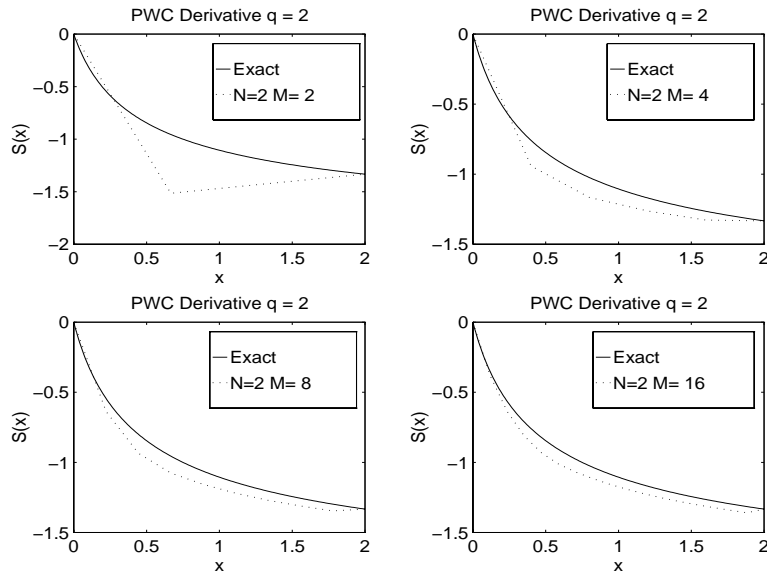 PWC Derivative q = 2
0
−0.5
−1
−1.5
−2
S(x)
Exact
N=2 M= 2
0
0.5
1
1.5
2
x
PWC Derivative q = 2
0
−0.5
−1
−1.5
S(x)
Exact
N=2 M= 4
0
0.5
1
1.5
2
x
PWC Derivative q = 2
0
−0.5
−1
−1.5
S(x)
Exact
N=2 M= 8
0
0.5
1
1.5
2
x
PWC Derivative q = 2
0
−0.5
−1
−1.5
S(x)
Exact
N=2 M= 16
0
0.5
1
1.5
2
x